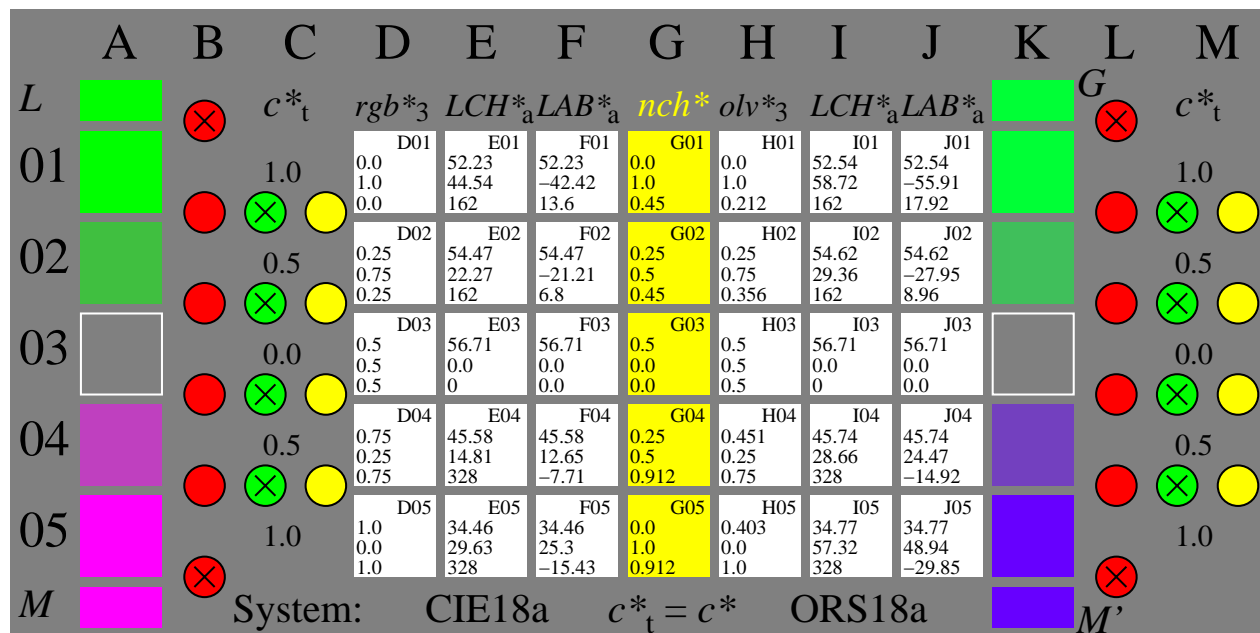 A B C D E F G H I J K L M
L c*t rgb*3 LCH*a LAB*a nch* olv*3 LCH*a LAB*a G c*t
01 1.0 D01 E01 F01 G01 H01 I01 J01 1.0
0.0 52.23 52.23 0.0 0.0 52.54 52.54
1.0 44.54 −42.42 1.0 1.0 58.72 −55.91
0.0 162 13.6 0.45 0.212 162 17.92
02 0.5 D02 E02 F02 G02 H02 I02 J02 0.5
0.25 54.47 54.47 0.25 0.25 54.62 54.62
0.75 22.27 −21.21 0.5 0.75 29.36 −27.95
0.25 162 6.8 0.45 0.356 162 8.96
03 0.0 D03 E03 F03 G03 H03 I03 J03 0.0
0.5 56.71 56.71 0.5 0.5 56.71 56.71
0.5 0.0 0.0 0.0 0.5 0.0 0.0
0.5 0 0.0 0.0 0.5 0 0.0
04 0.5 D04 E04 F04 G04 H04 I04 J04 0.5
0.75 45.58 45.58 0.25 0.451 45.74 45.74
0.25 14.81 12.65 0.5 0.25 28.66 24.47
0.75 328 −7.71 0.912 0.75 328 −14.92
05 1.0 D05 E05 F05 G05 H05 I05 J05 1.0
1.0 34.46 34.46 0.0 0.403 34.77 34.77
0.0 29.63 25.3 1.0 0.0 57.32 48.94
1.0 328 −15.43 0.912 1.0 328 −29.85
M System: CIE18a c*t = c* ORS18a M'